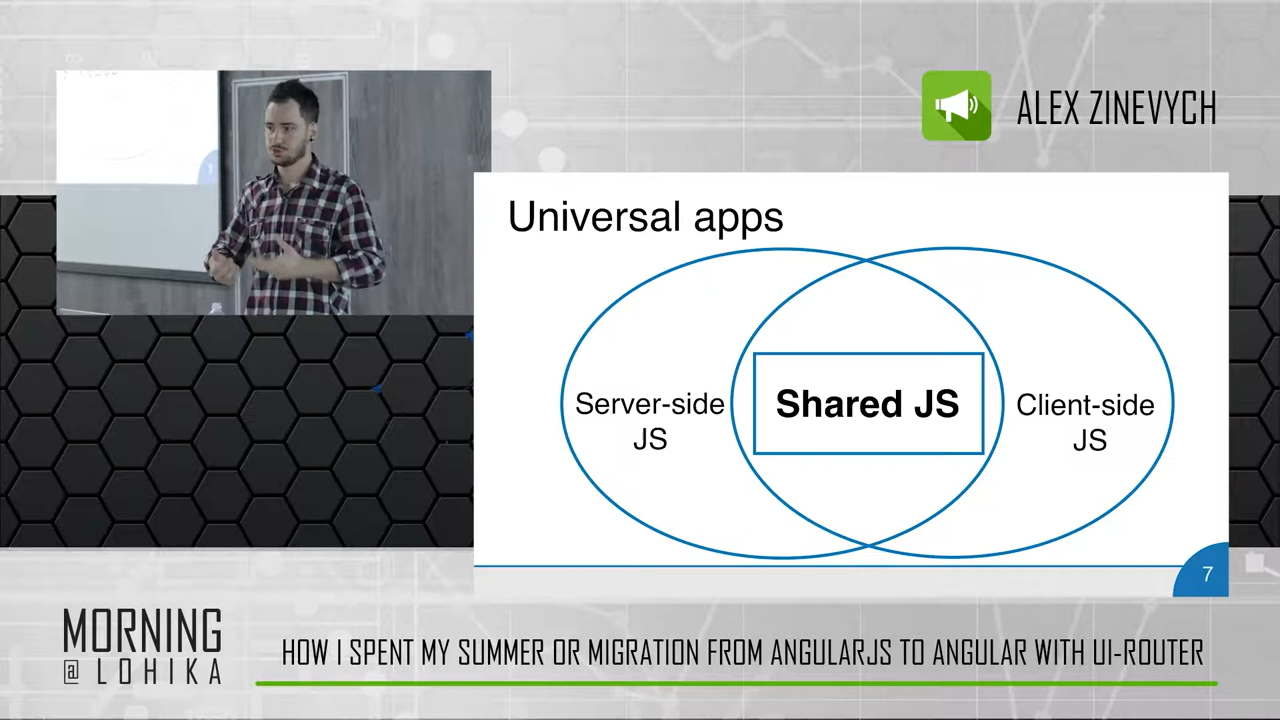 ALEX ZINEVYCH
Universal apps
Server-side
JS
Shared JS
Client-side
JS
7
MORNING
@ LOHIKA
HOW I SPENT MY SUMMER OR MIGRATION FROM ANGULARJS TO ANGULAR WITH UI-ROUTER